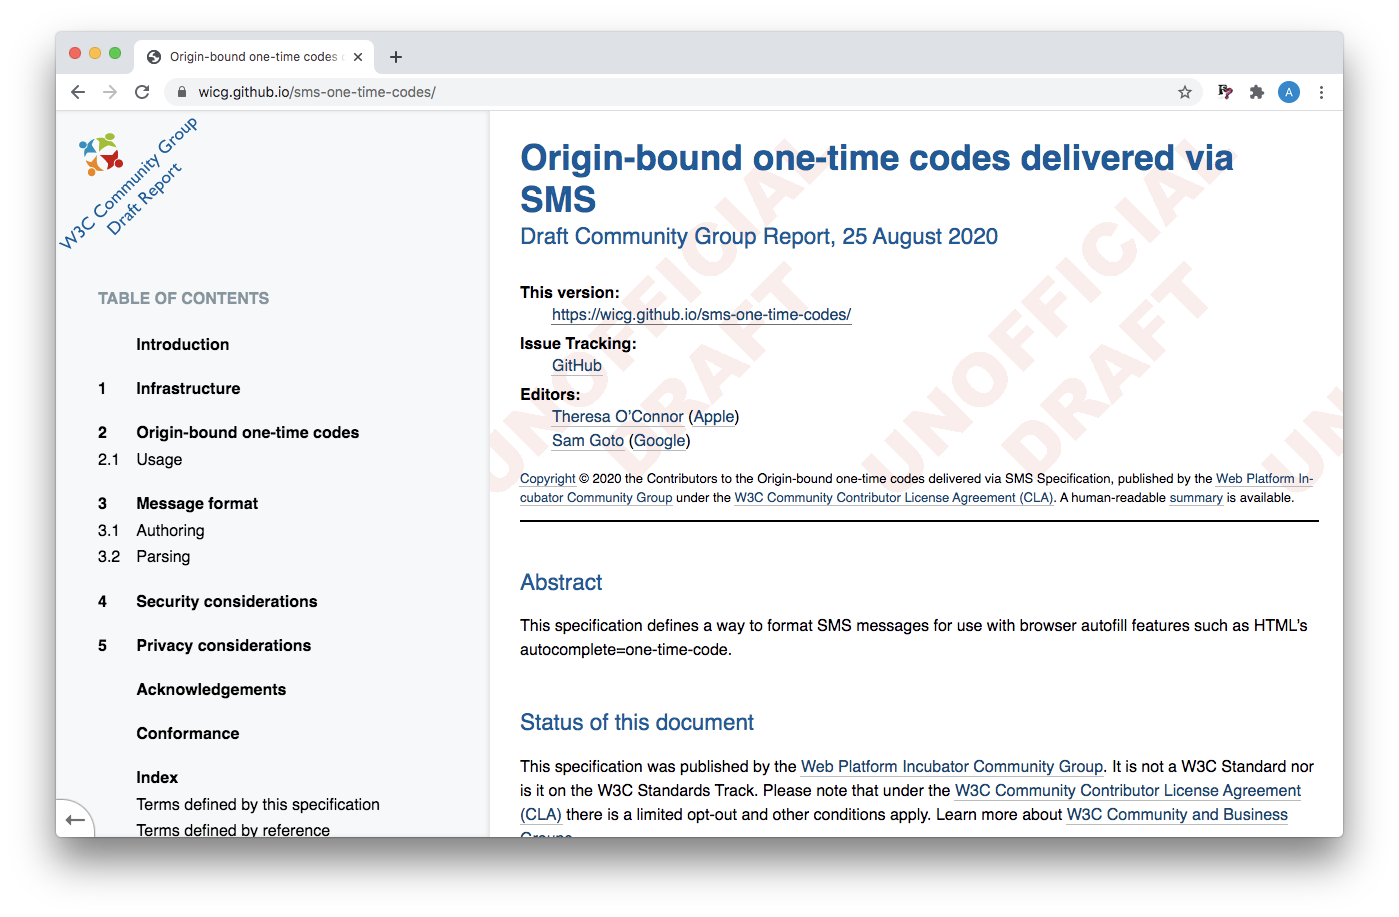 Origin-bound one-time codes
wicg.github.io/sms-one-time-codes/
A
W3C Community Group
Draft Report
TABLE OF CONTENTS
Introduction
1 Infrastructure
2 Origin-bound one-time codes
2.1 Usage
3 Message format
3.1 Authoring
3.2 Parsing
4 Security considerations
5 Privacy considerations
Acknowledgements
Conformance
Index
Terms defined by this specification
Terms defined by reference
Origin-bound one-time codes delivered via
SMS
Draft Community Group Report, 25 August 2020
This version:
https://wicg.github.io/sms-one-time-codes/
Issue Tracking:
GitHub
Editors:
Theresa O’Connor (Apple)
Sam Goto (Google)
Copyright © 2020 the Contributors to the Origin-bound one-time codes delivered via SMS Specification, published by the Web Platform In-
cubator Community Group under the W3C Community Contributor License Agreement (CLA). A human-readable summary is available.
Abstract
This specification defines a way to format SMS messages for use with browser autofill features such as HTML’s
autocomplete=one-time-code.
Status of this document
This specification was published by the Web Platform Incubator Community Group. It is not a W3C Standard nor
is it on the W3C Standards Track. Please note that under the W3C Community Contributor License Agreement
(CLA) there is a limited opt-out and other conditions apply. Learn more about W3C Community and Business
Groups.
UNOFFICIAL
DRAFT
UNOFFICIAL
DRAFT
UN